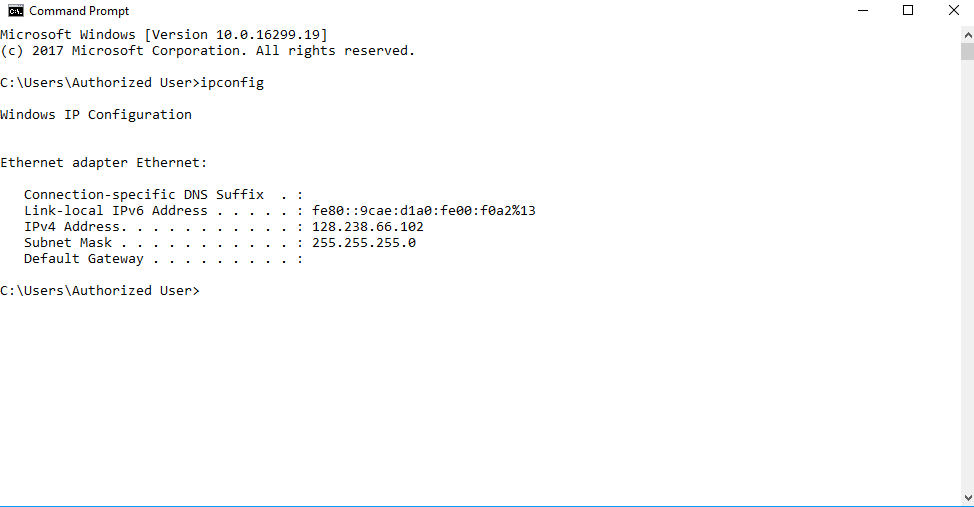 Command Prompt
Microsoft Windows [Version 10.0.16299.19]
(c) 2017 Microsoft Corporation. All rights reserved.
C:\Users\Authorized User>ipconfig
Windows IP Configuration
Ethernet adapter Ethernet:
Connection-specific DNS Suffix  . :
Link-local IPv6 Address . . . . . : fe80::9cae:d1a0:fe00:f0a2%13
IPv4 Address. . . . . . . . . . . : 128.238.66.102
Subnet Mask . . . . . . . . . . . : 255.255.255.0
Default Gateway . . . . . . . . . :
C:\Users\Authorized User>